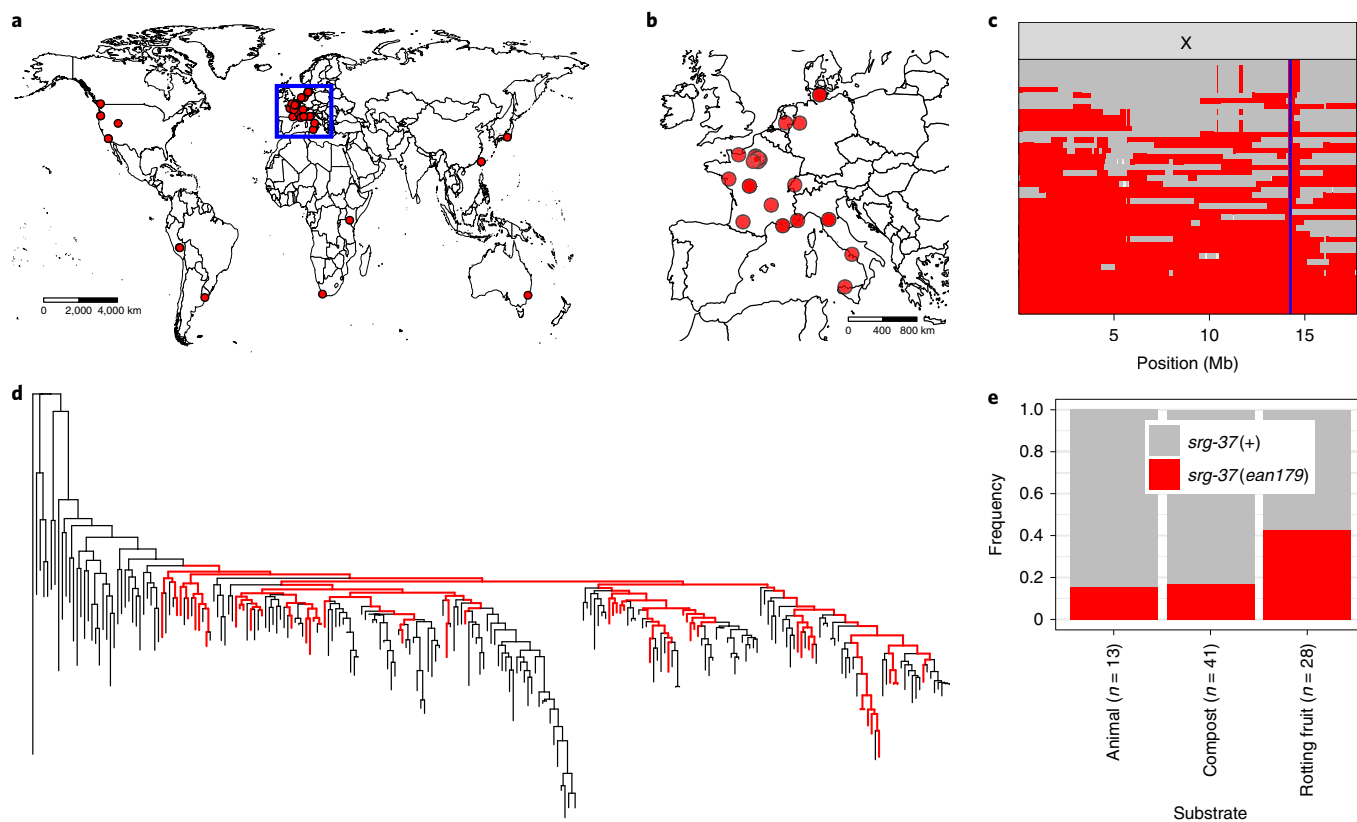 a
0 2,000 4,000 km
b
0 400 800 km
c
X
5 10 15
Position (Mb)
d
e
1.0
0.8
0.6
0.4
0.2
0
Frequency
srg-37(+)
srg-37(ean179)
Animal (n = 13)
Compost (n = 41)
Rotting fruit (n = 28)
Substrate